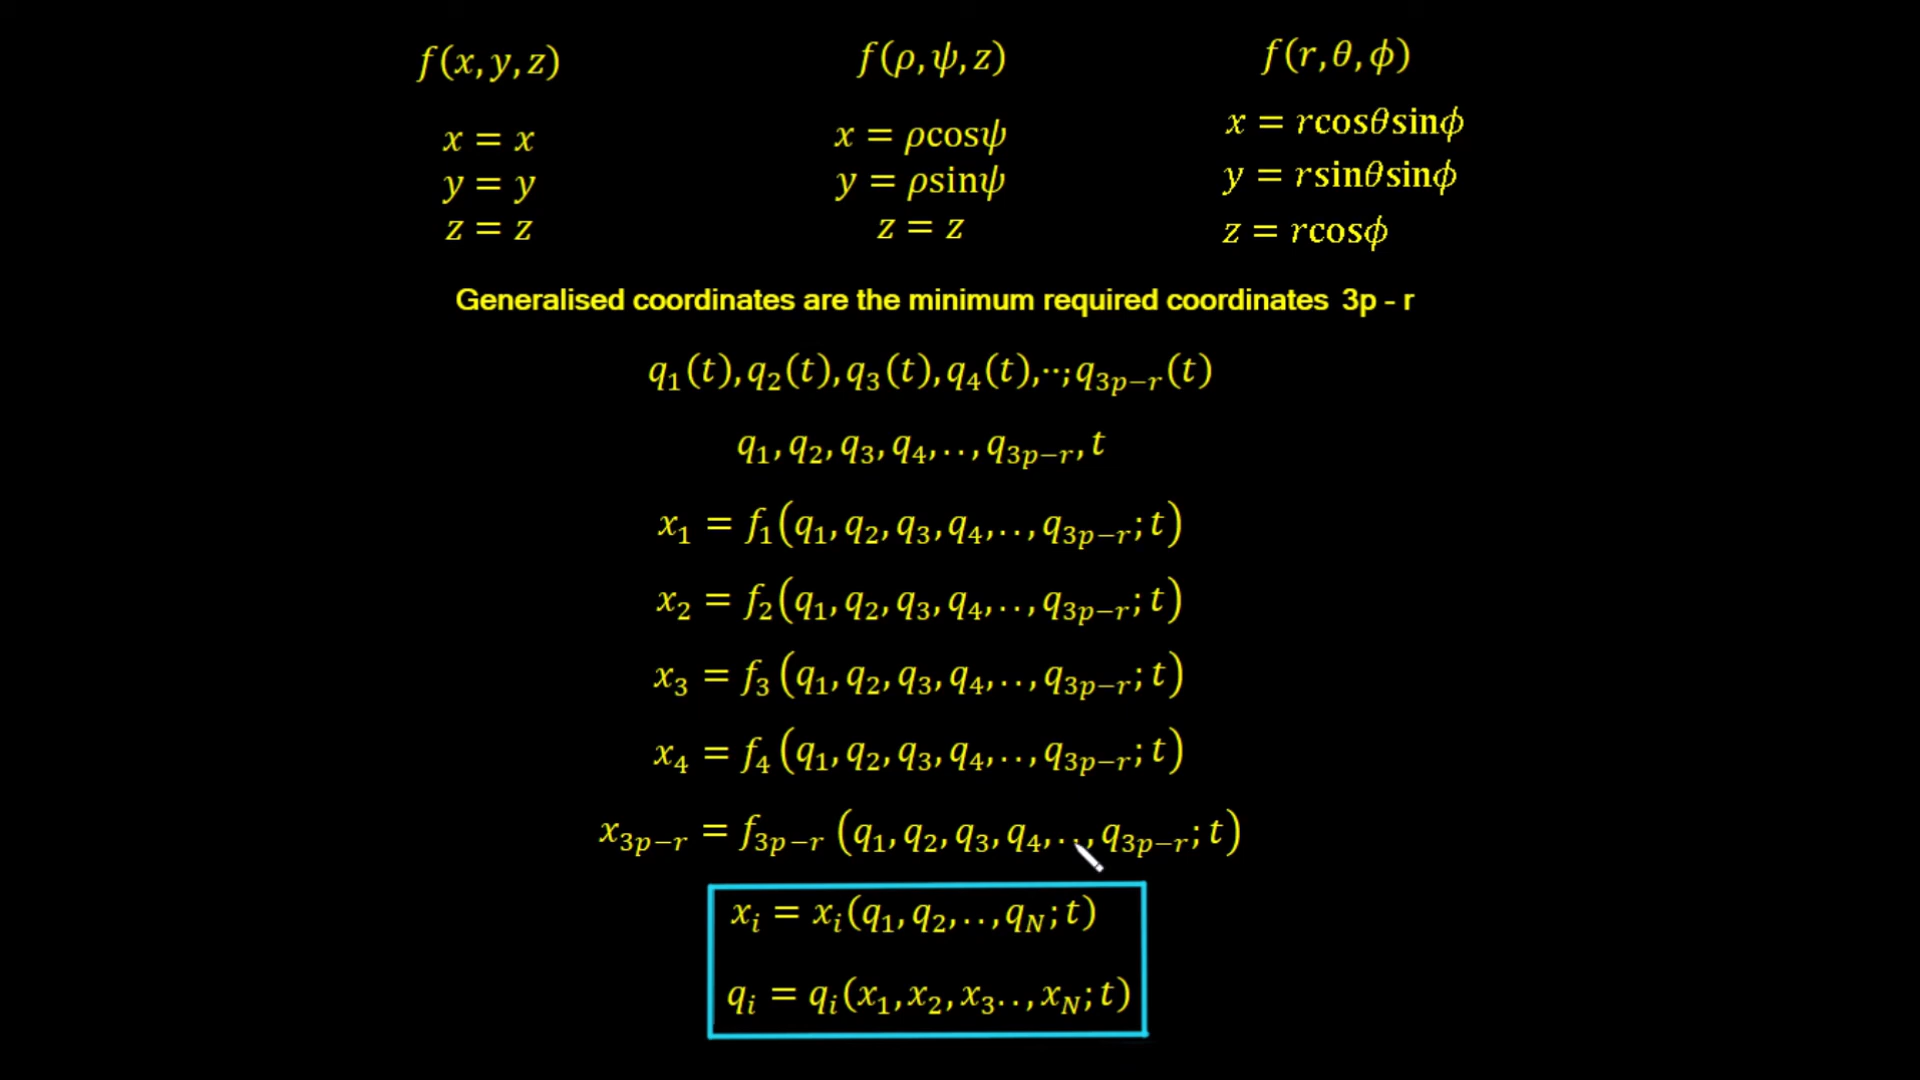 f(x, y, z)
x = x
y = y
z = z
f(ρ, ψ, z)
x = ρcosψ
y = ρsinψ
z = z
f(r, θ, ϕ)
x = rcosθsinϕ
y = rsinθsinϕ
z = rcosϕ
Generalised coordinates are the minimum required coordinates 3p - r
q₁(t), q₂(t), q₃(t), q₄(t),··; q₃ₚ₋ᵣ(t)
q₁, q₂, q₃, q₄,.., q₃ₚ₋ᵣ, t
x₁ = f₁(q₁, q₂, q₃, q₄,.., q₃ₚ₋ᵣ; t)
x₂ = f₂(q₁, q₂, q₃, q₄,.., q₃ₚ₋ᵣ; t)
x₃ = f₃ (q₁, q₂, q₃, q₄,.., q₃ₚ₋ᵣ; t)
x₄ = f₄ (q₁, q₂, q₃, q₄,.., q₃ₚ₋ᵣ; t)
x₃ₚ₋ᵣ = f₃ₚ₋ᵣ (q₁, q₂, q₃, q₄,.., q₃ₚ₋ᵣ; t)
xᵢ = xᵢ(q₁, q₂,.., q_N; t)
qᵢ = qᵢ(x₁, x₂, x₃.., x_N; t)